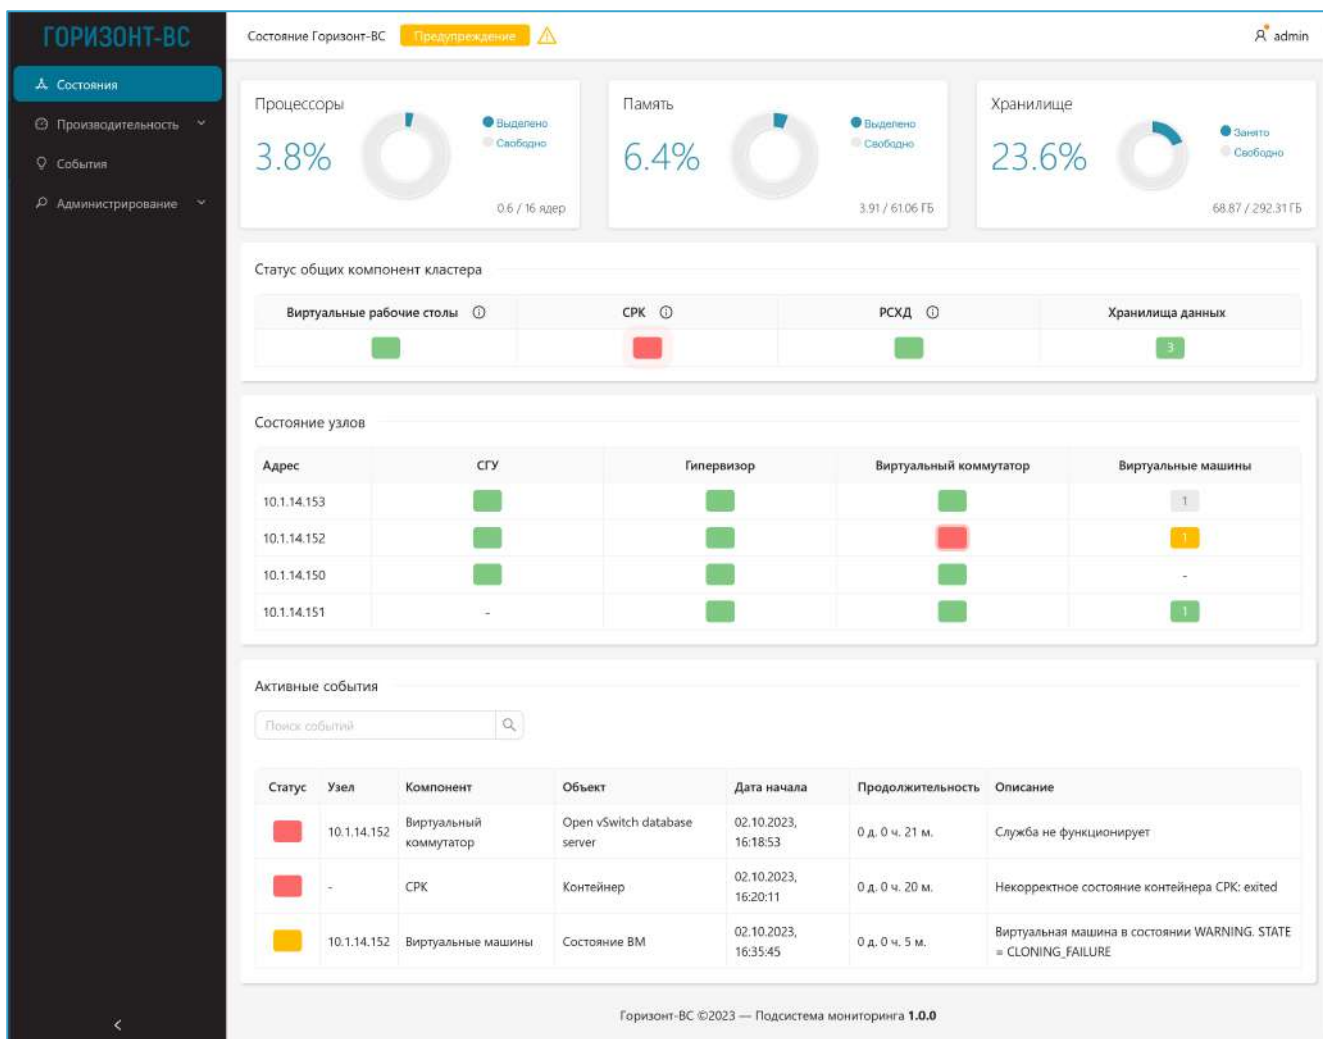 ГОРИЗОНТ-ВС
Состояния
Производительность
События
Администрирование
Состояние Горизонт-ВС Предупреждение
admin
Процессоры
3.8%
Выделено
Свободно
0.6 / 16 ядер
Память
6.4%
Выделено
Свободно
3.91 / 61.06 ГБ
Хранилище
23.6%
Занято
Свободно
68.87 / 292.31 ГБ
Статус общих компонент кластера
Виртуальные рабочие столы СРК РСХД Хранилища данных
3
Состояние узлов
Адрес СГУ Гипервизор Виртуальный коммутатор Виртуальные машины
10.1.14.153 1
10.1.14.152 1
10.1.14.150 -
10.1.14.151 - 1
Активные события
Поиск событий
Статус Узел Компонент Объект Дата начала Продолжительность Описание
10.1.14.152 Виртуальный коммутатор Open vSwitch database server 02.10.2023, 16:18:53 0 д. 0 ч. 21 м. Служба не функционирует
- СРК Контейнер 02.10.2023, 16:20:11 0 д. 0 ч. 20 м. Некорректное состояние контейнера СРК: exited
10.1.14.152 Виртуальные машины Состояние ВМ 02.10.2023, 16:35:45 0 д. 0 ч. 5 м. Виртуальная машина в состоянии WARNING. STATE = CLONING_FAILURE
Горизонт-ВС ©2023 — Подсистема мониторинга 1.0.0